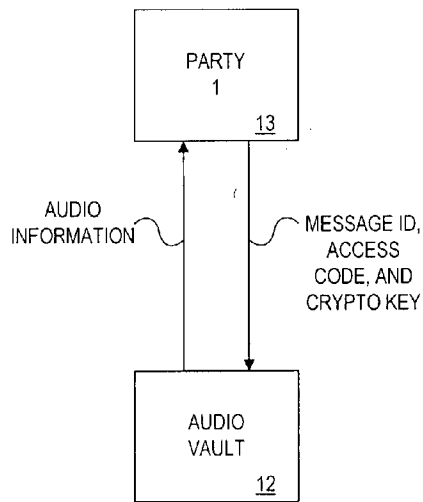 PARTY
1
13
AUDIO
INFORMATION
MESSAGE ID,
ACCESS
CODE, AND
CRYPTO KEY
AUDIO
VAULT
12